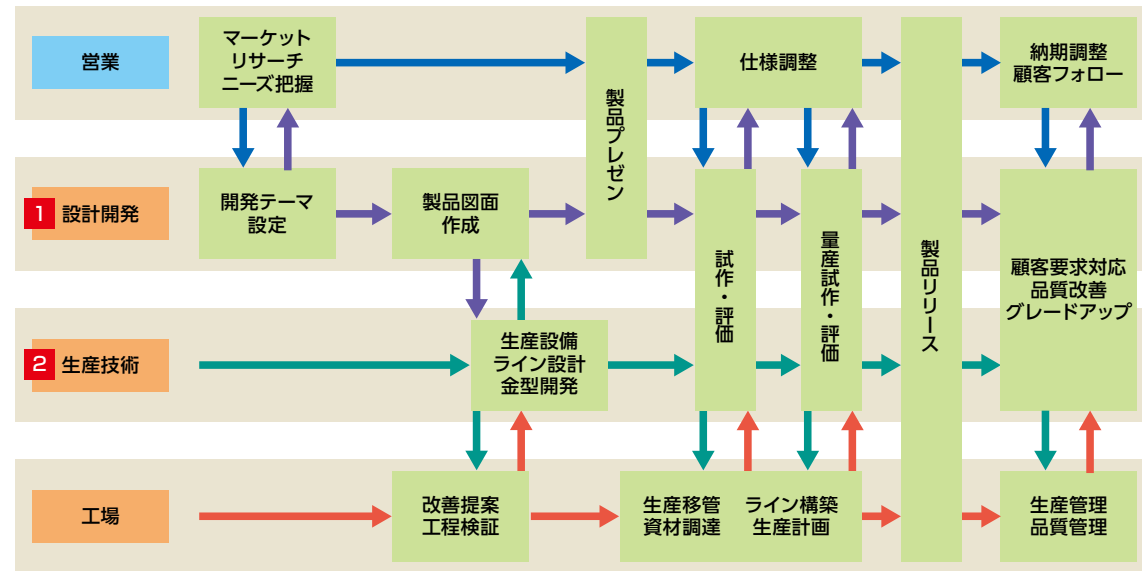 営業
マーケット
リサーチ
ニーズ把握
製品プレゼン
仕様調整
納期調整
顧客フォロー
1 設計開発
開発テーマ
設定
製品図面
作成
試作・評価
量産試作・評価
製品リリース
顧客要求対応
品質改善
グレードアップ
2 生産技術
生産設備
ライン設計
金型開発
工場
改善提案
工程検証
生産移管
資材調達
ライン構築
生産計画
生産管理
品質管理